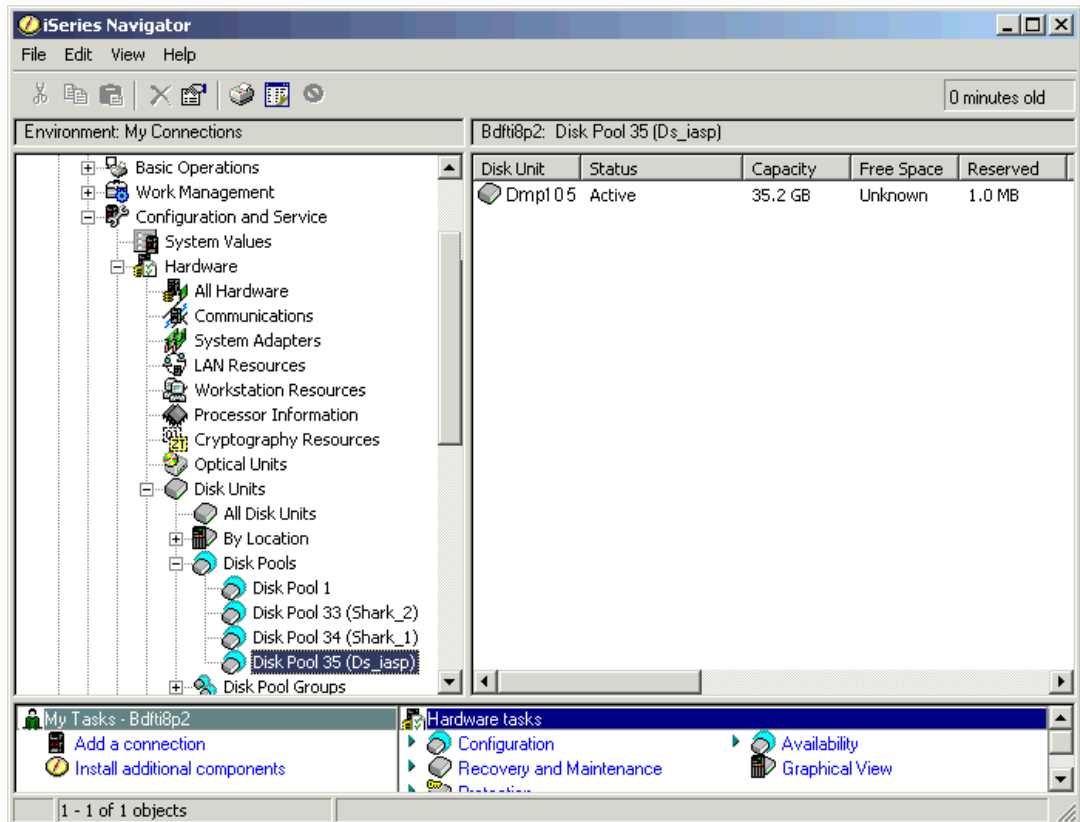 iSeries Navigator
File Edit View Help
0 minutes old
Environment: My Connections
Bdfti8p2: Disk Pool 35 (Ds_iasp)
Basic Operations
Work Management
Configuration and Service
System Values
Hardware
All Hardware
Communications
System Adapters
LAN Resources
Workstation Resources
Processor Information
Cryptography Resources
Optical Units
Disk Units
All Disk Units
By Location
Disk Pools
Disk Pool 1
Disk Pool 33 (Shark_2)
Disk Pool 34 (Shark_1)
Disk Pool 35 (Ds_iasp)
Disk Pool Groups
Disk Unit Status Capacity Free Space Reserved
Dmp105 Active 35.2 GB Unknown 1.0 MB
My Tasks - Bdfti8p2
Add a connection
Install additional components
Hardware tasks
Configuration Availability
Recovery and Maintenance Graphical View
1 - 1 of 1 objects